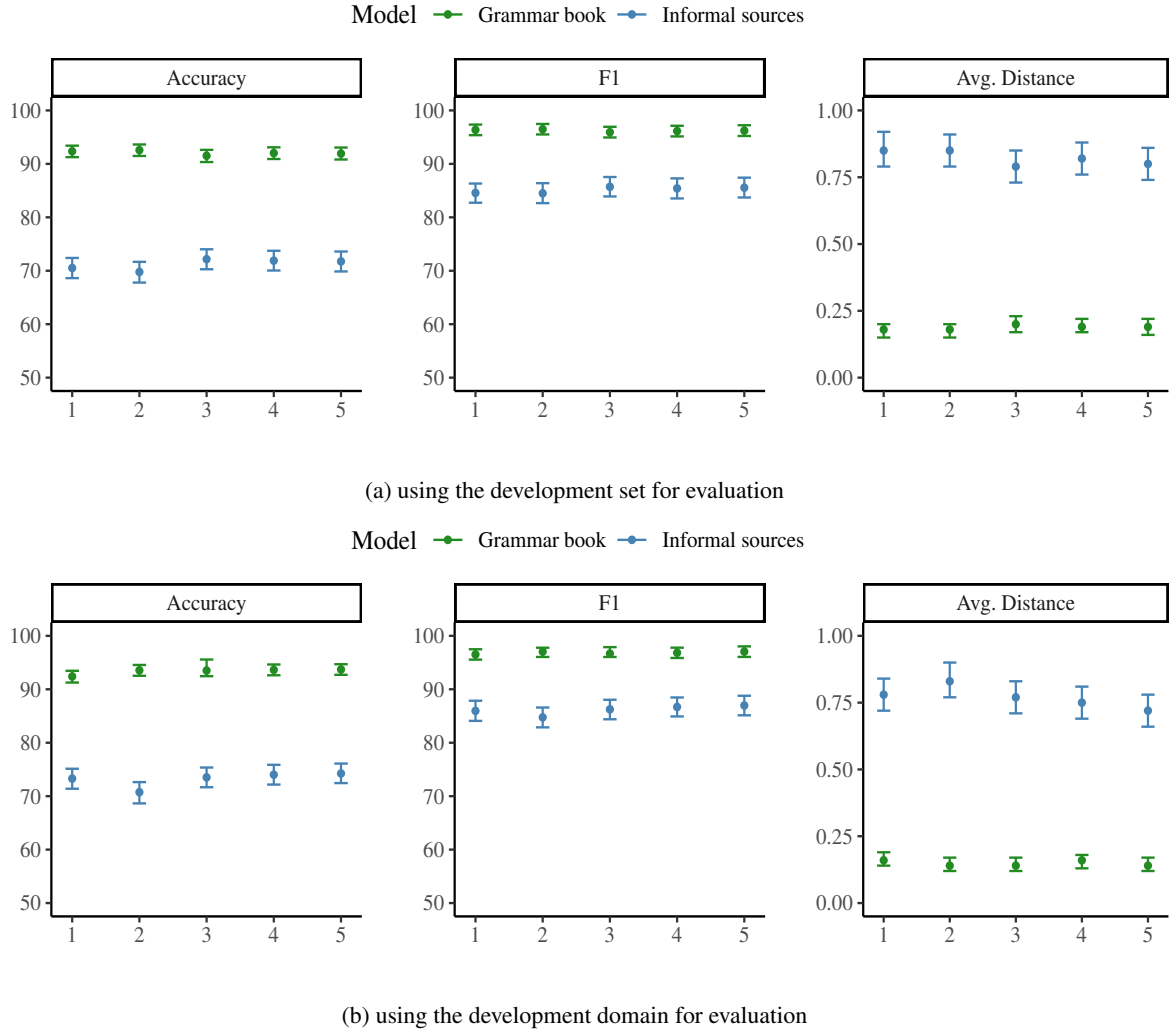 Model Grammar book Informal sources
Accuracy F1 Avg. Distance
100 100 1.00
90 90
80 80 0.75
70 70 0.50
60 60 0.25
50 50 0.00
1 2 3 4 5 1 2 3 4 5 1 2 3 4 5
(a) using the development set for evaluation
Model Grammar book Informal sources
Accuracy F1 Avg. Distance
100 100 1.00
90 90
80 80 0.75
70 70 0.50
60 60 0.25
50 50 0.00
1 2 3 4 5 1 2 3 4 5 1 2 3 4 5
(b) using the development domain for evaluation